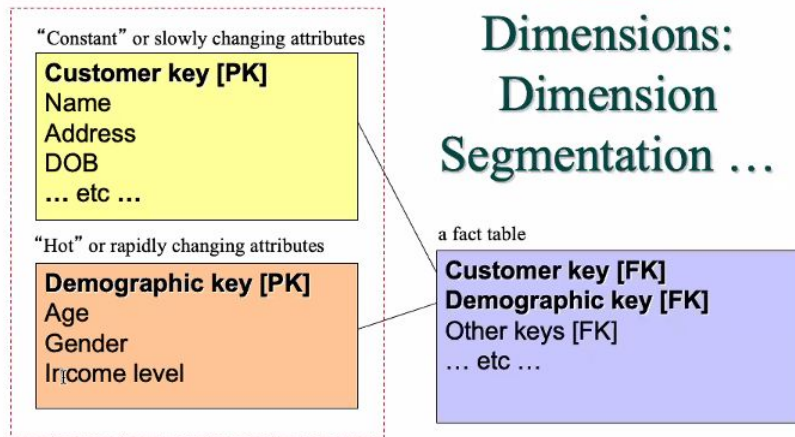 “Constant” or slowly changing attributes
Customer key [PK]
Name
Address
DOB
… etc …
“Hot” or rapidly changing attributes
Demographic key [PK]
Age
Gender
Income level
Dimensions:
Dimension
Segmentation …
a fact table
Customer key [FK]
Demographic key [FK]
Other keys [FK]
… etc …